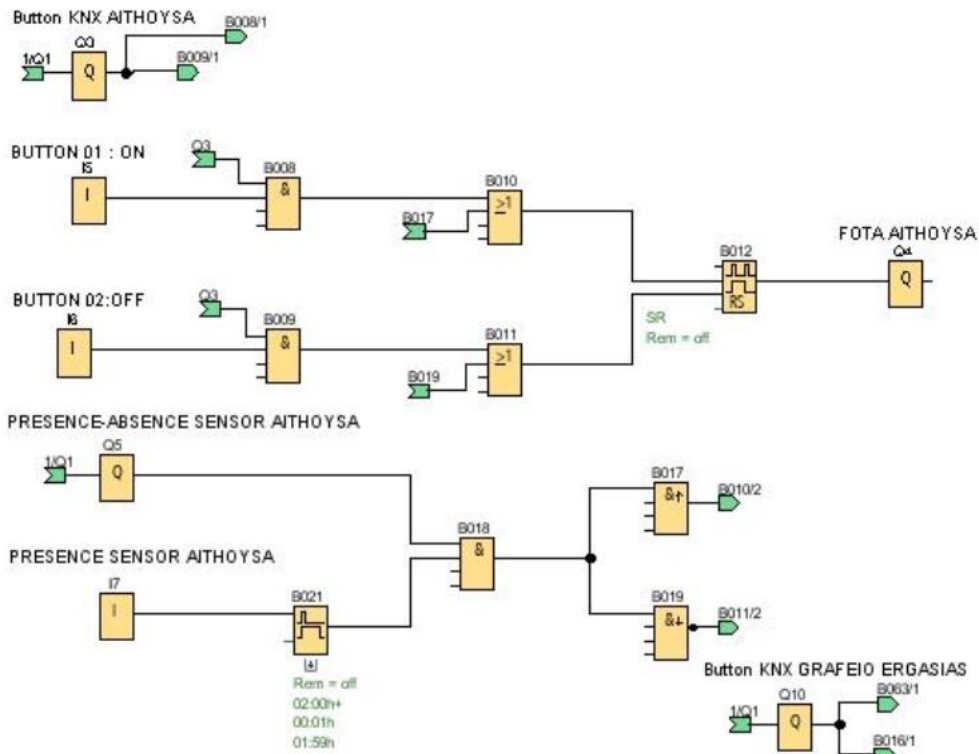 Button KNX AITHOYSA
Q3
1/Q1
Q
B008/1
B009/1
BUTTON 01 : ON
I5
I
Q3
B008
&
B017
B010
≥1
B012
RS
SR
Rem = off
FOTA AITHOYSA
Q4
Q
BUTTON 02:OFF
I6
I
Q3
B009
&
B019
B011
≥1
PRESENCE-ABSENCE SENSOR AITHOYSA
1/Q1
Q5
Q
B018
&
B017
&↑
B010/2
PRESENCE SENSOR AITHOYSA
I7
I
B021
Rem = off
02:00h+
00:01h
01:59h
B019
&↓
B011/2
Button KNX GRAFEIO ERGASIAS
1/Q1
Q10
Q
B063/1
B016/1